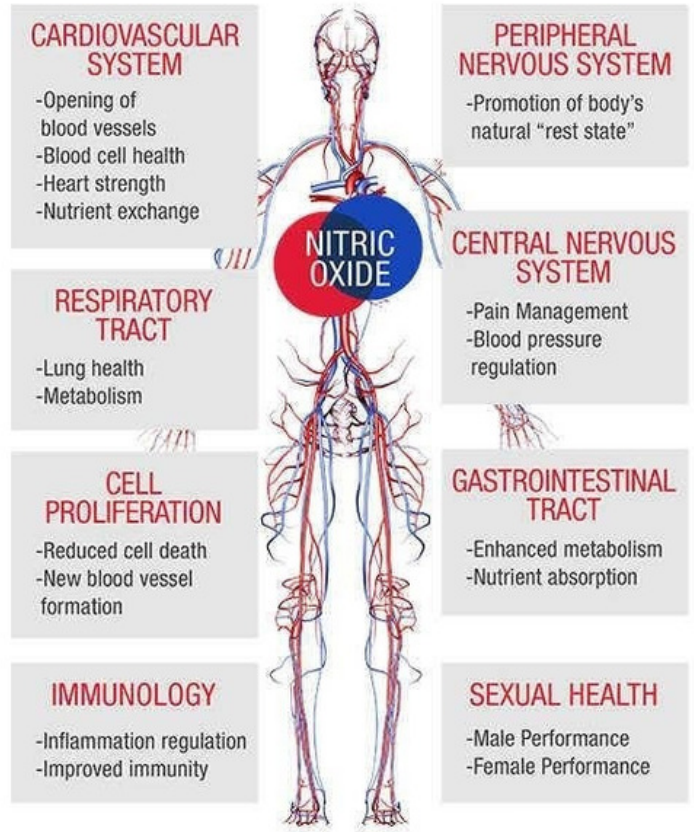 CARDIOVASCULAR
SYSTEM
-Opening of
blood vessels
-Blood cell health
-Heart strength
-Nutrient exchange
RESPIRATORY
TRACT
-Lung health
-Metabolism
CELL
PROLIFERATION
-Reduced cell death
-New blood vessel
formation
IMMUNOLOGY
-Inflammation regulation
-Improved immunity
NITRIC
OXIDE
PERIPHERAL
NERVOUS SYSTEM
-Promotion of body’s
natural “rest state”
CENTRAL NERVOUS
SYSTEM
-Pain Management
-Blood pressure
regulation
GASTROINTESTINAL
TRACT
-Enhanced metabolism
-Nutrient absorption
SEXUAL HEALTH
-Male Performance
-Female Performance